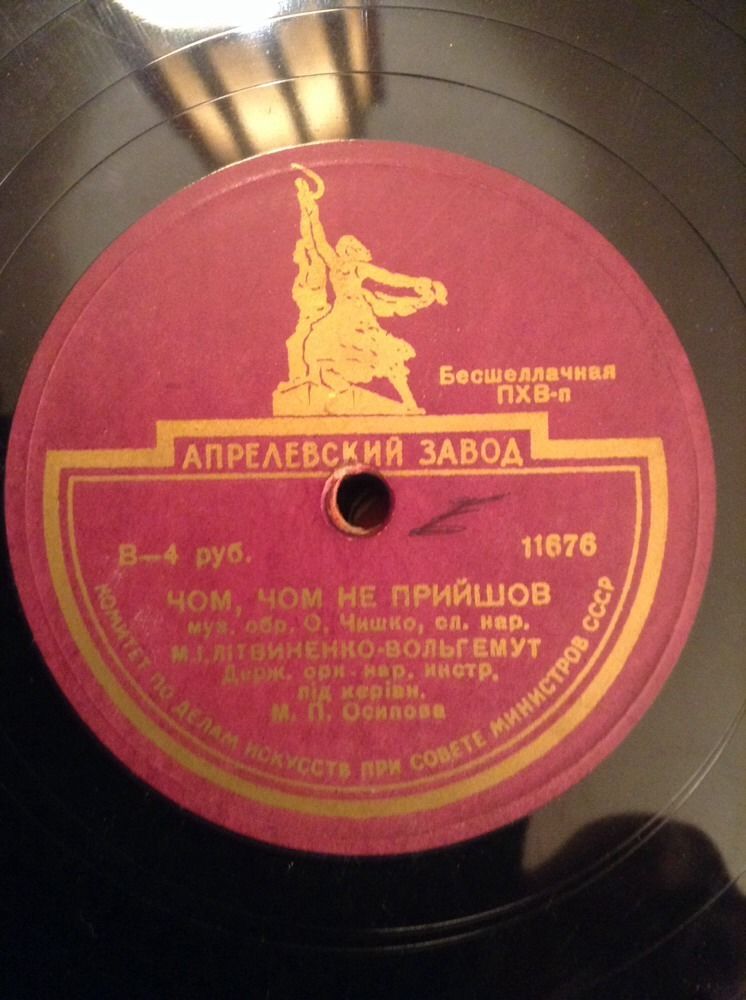 Бесшеллачная
ПХВ-п
АПРЕЛЕВСКИЙ ЗАВОД
В—4 руб.
11676
ЧОМ, ЧОМ НЕ ПРИЙШОВ
муз. обр. О. Чишко, сл. нар.
М.І.ЛІТВИНЕНКО-ВОЛЬГЕМУТ
Держ. орк. нар. инстр.
під керівн.
М. П. Осипова
КОМИТЕТ ПО ДЕЛАМ ИСКУССТВ ПРИ СОВЕТЕ МИНИСТРОВ СССР